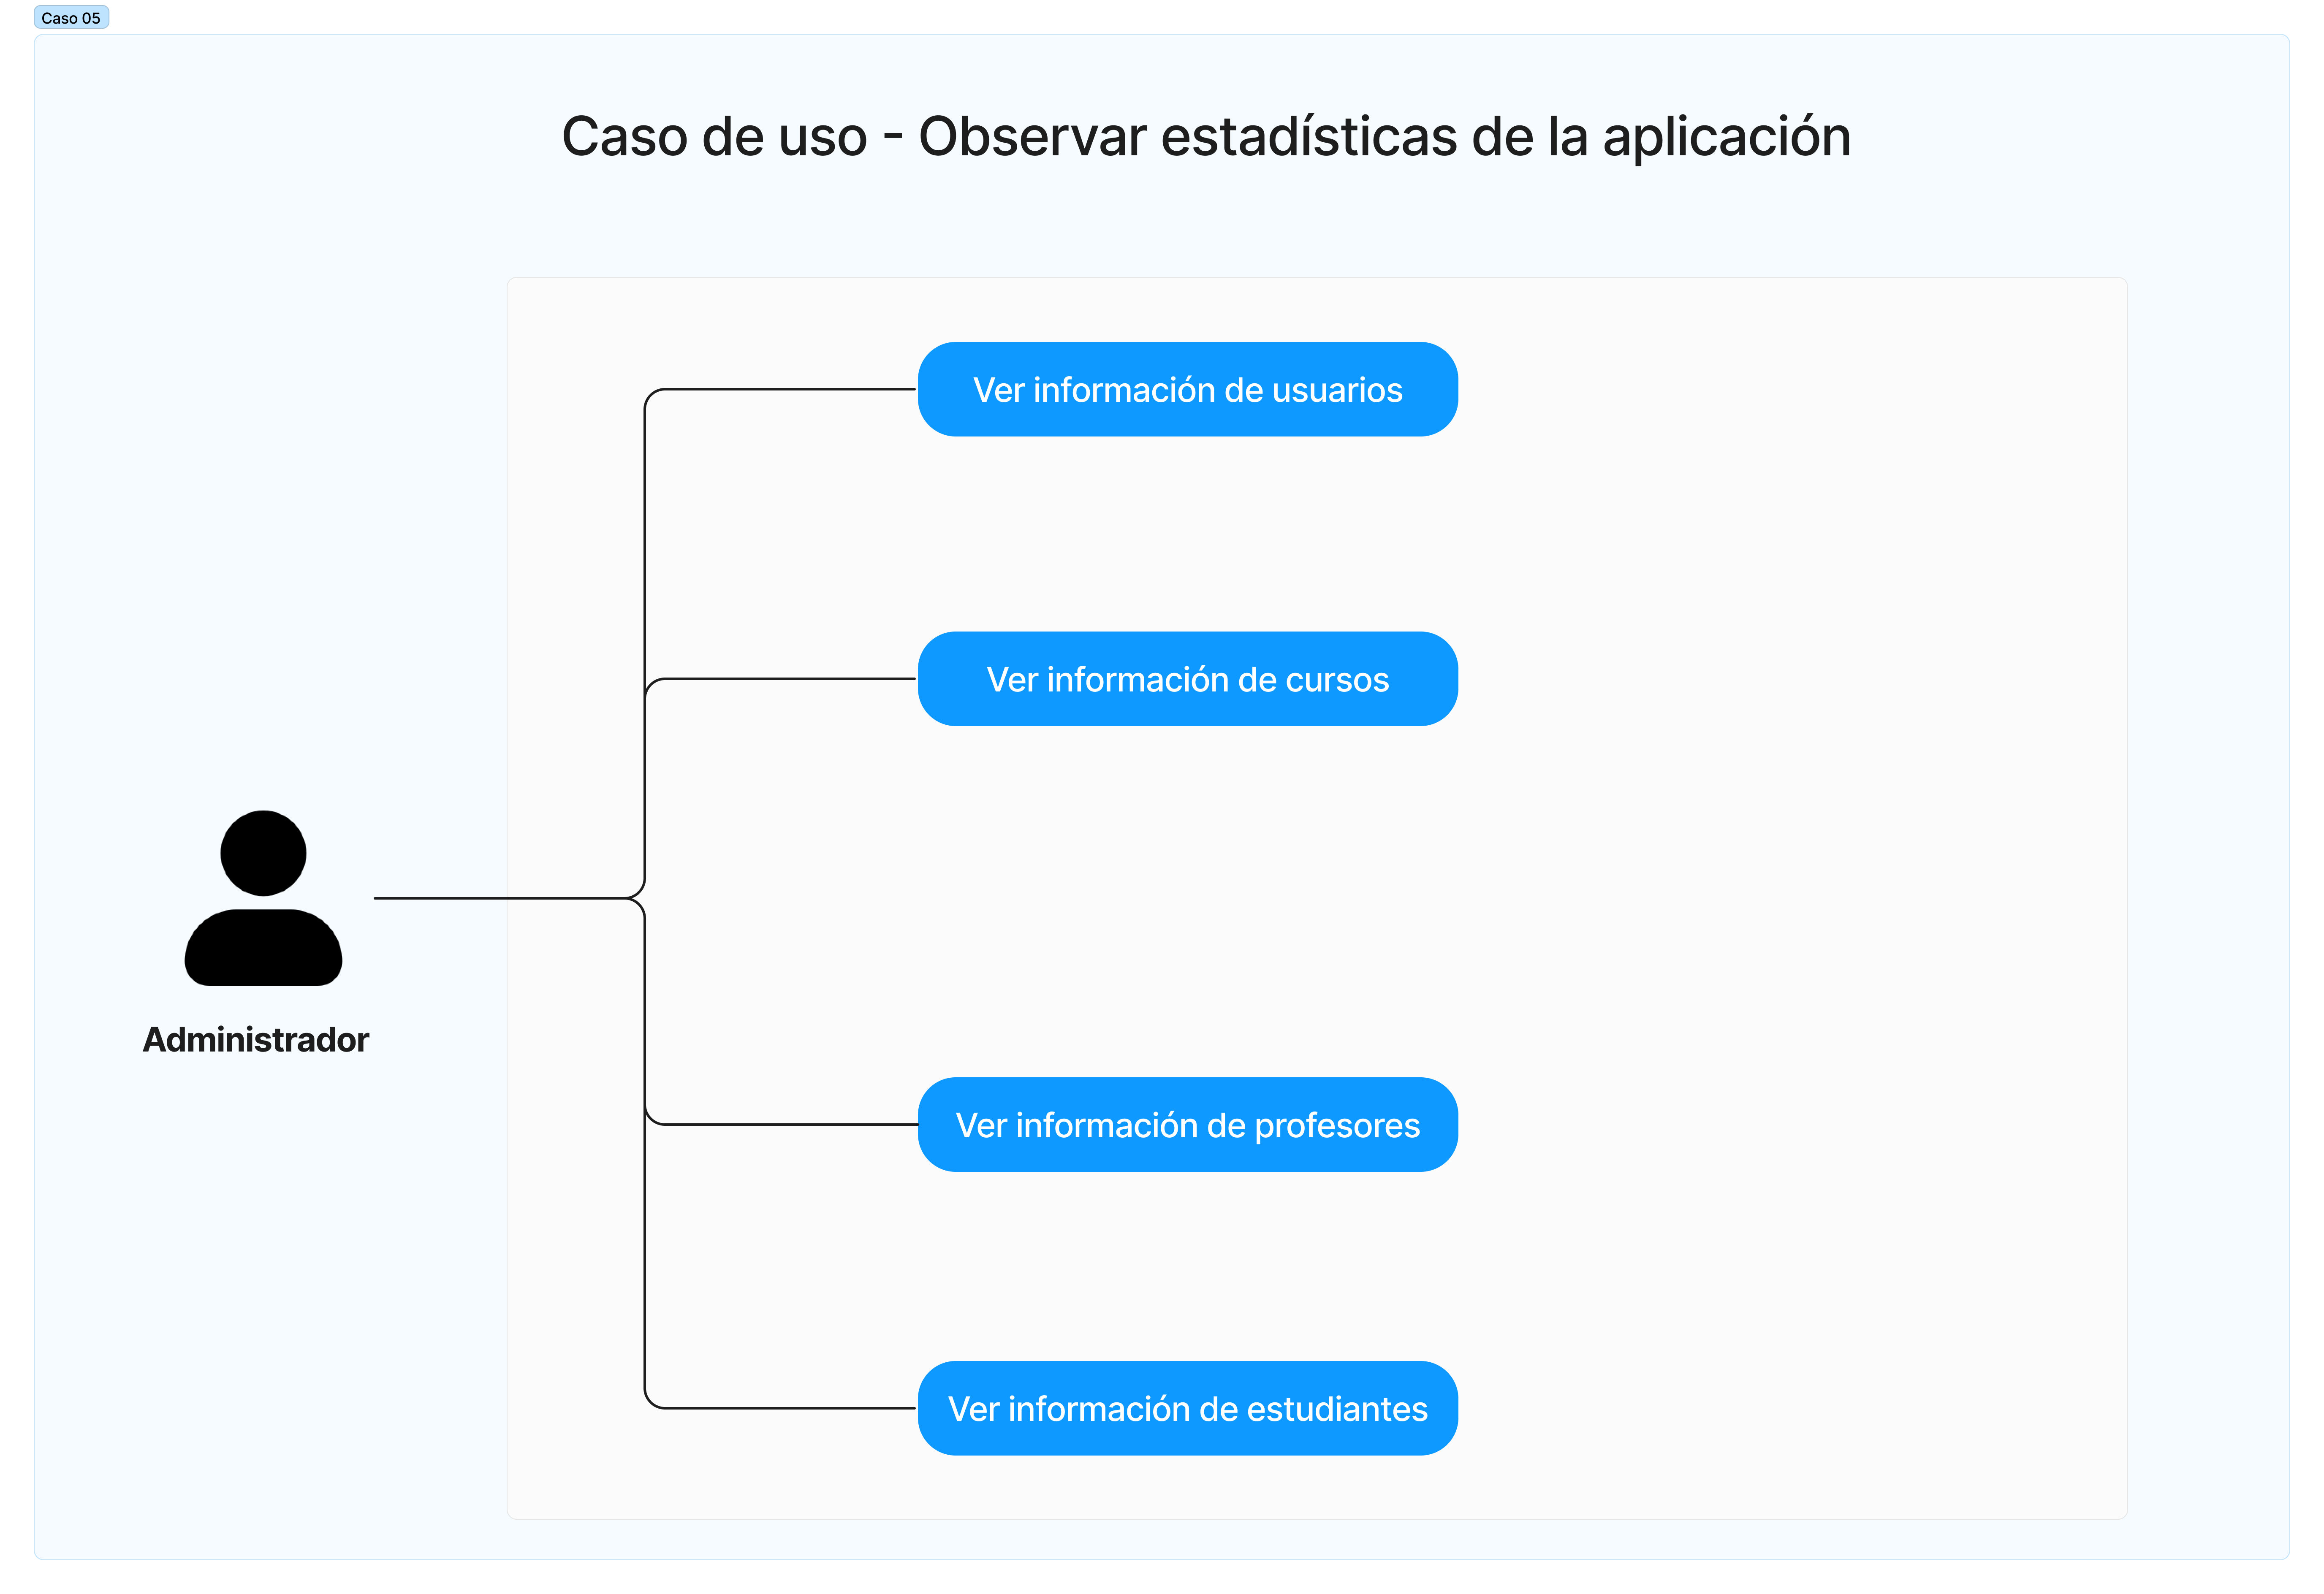 Caso 05
Caso de uso - Observar estadísticas de la aplicación
Ver información de usuarios
Ver información de cursos
Administrador
Ver información de profesores
Ver información de estudiantes